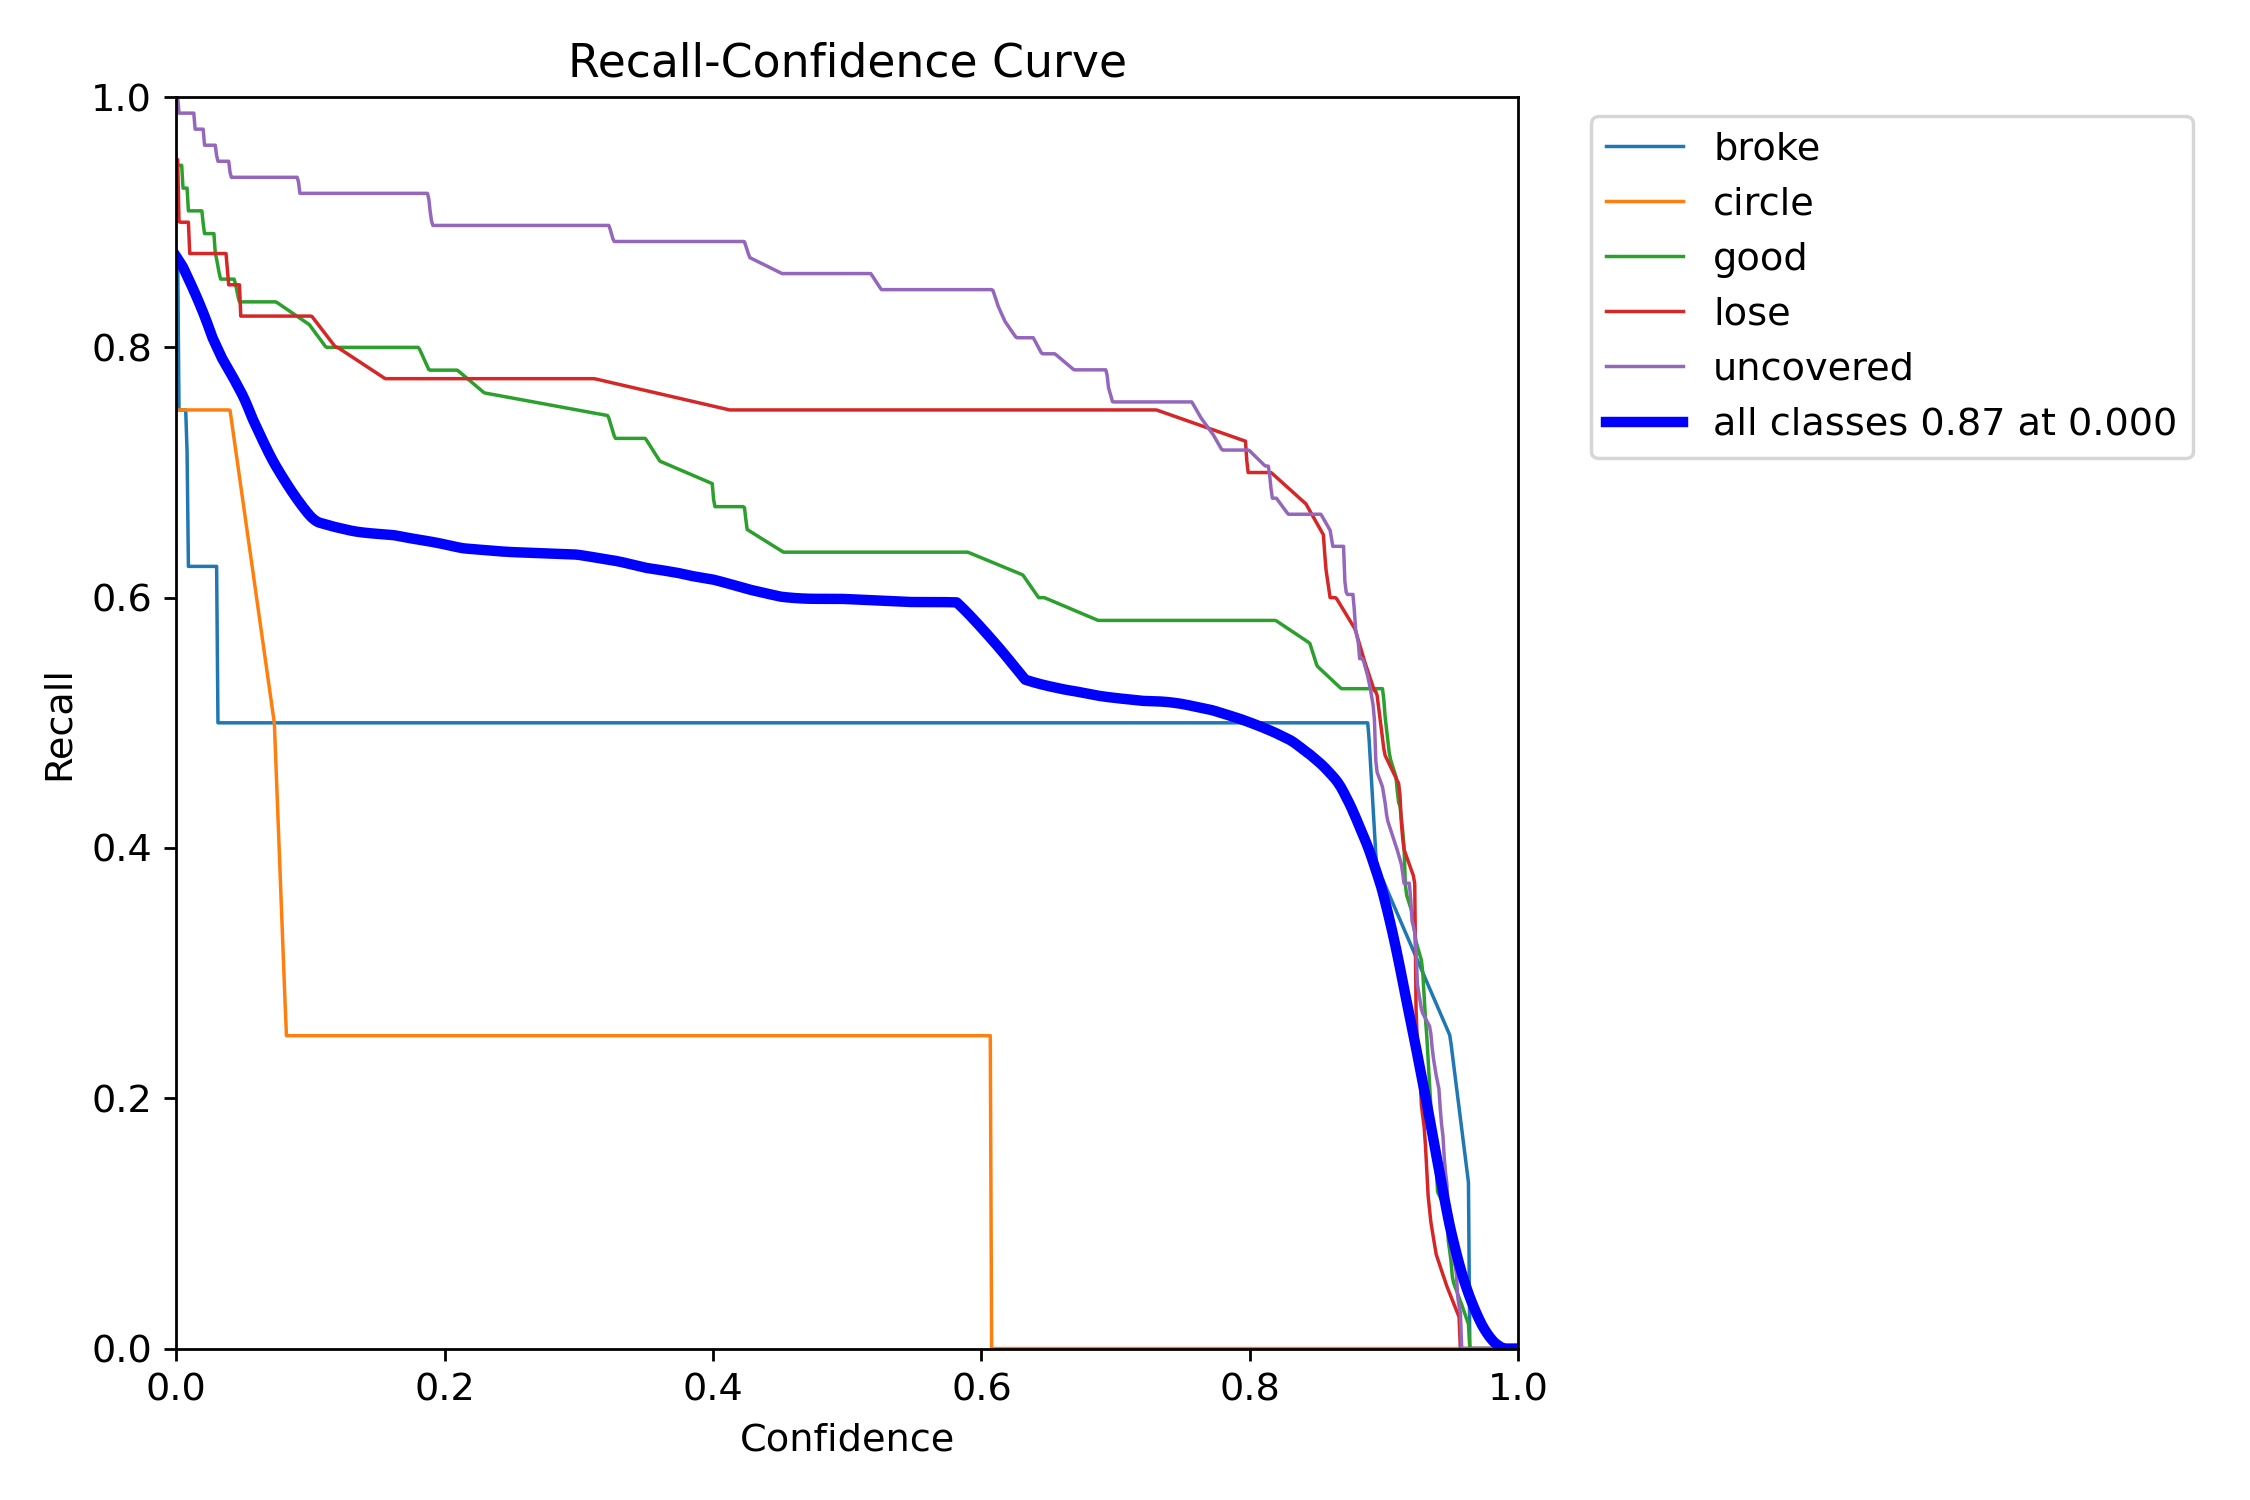 Recall-Confidence Curve
1.0
0.8
0.6
0.4
0.2
0.0
Recall
0.0 0.2 0.4 0.6 0.8 1.0
Confidence
broke
circle
good
lose
uncovered
all classes 0.87 at 0.000